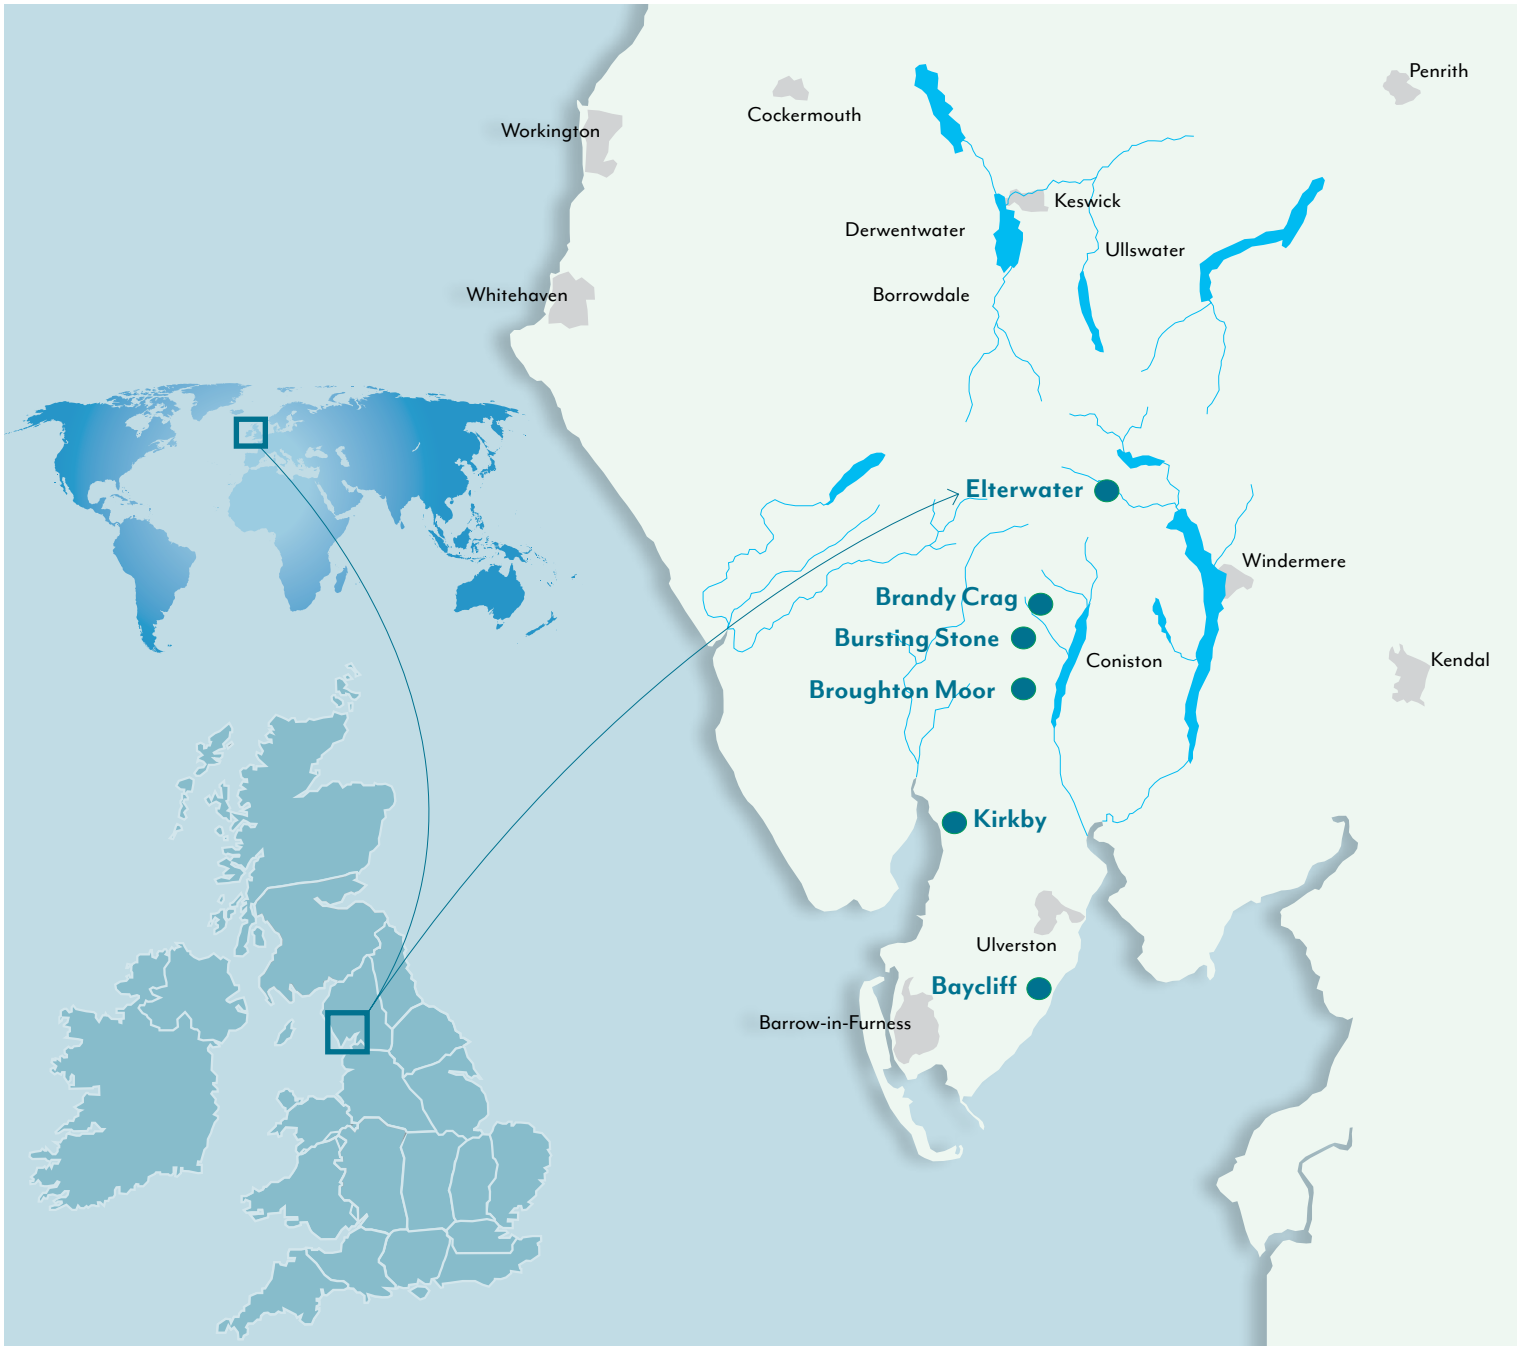 Penrith
Cockermouth
Workington
Keswick
Derwentwater
Ullswater
Borrowdale
Whitehaven
Elterwater
Windermere
Brandy Crag
Bursting Stone
Coniston
Kendal
Broughton Moor
Kirkby
Ulverston
Baycliff
Barrow-in-Furness